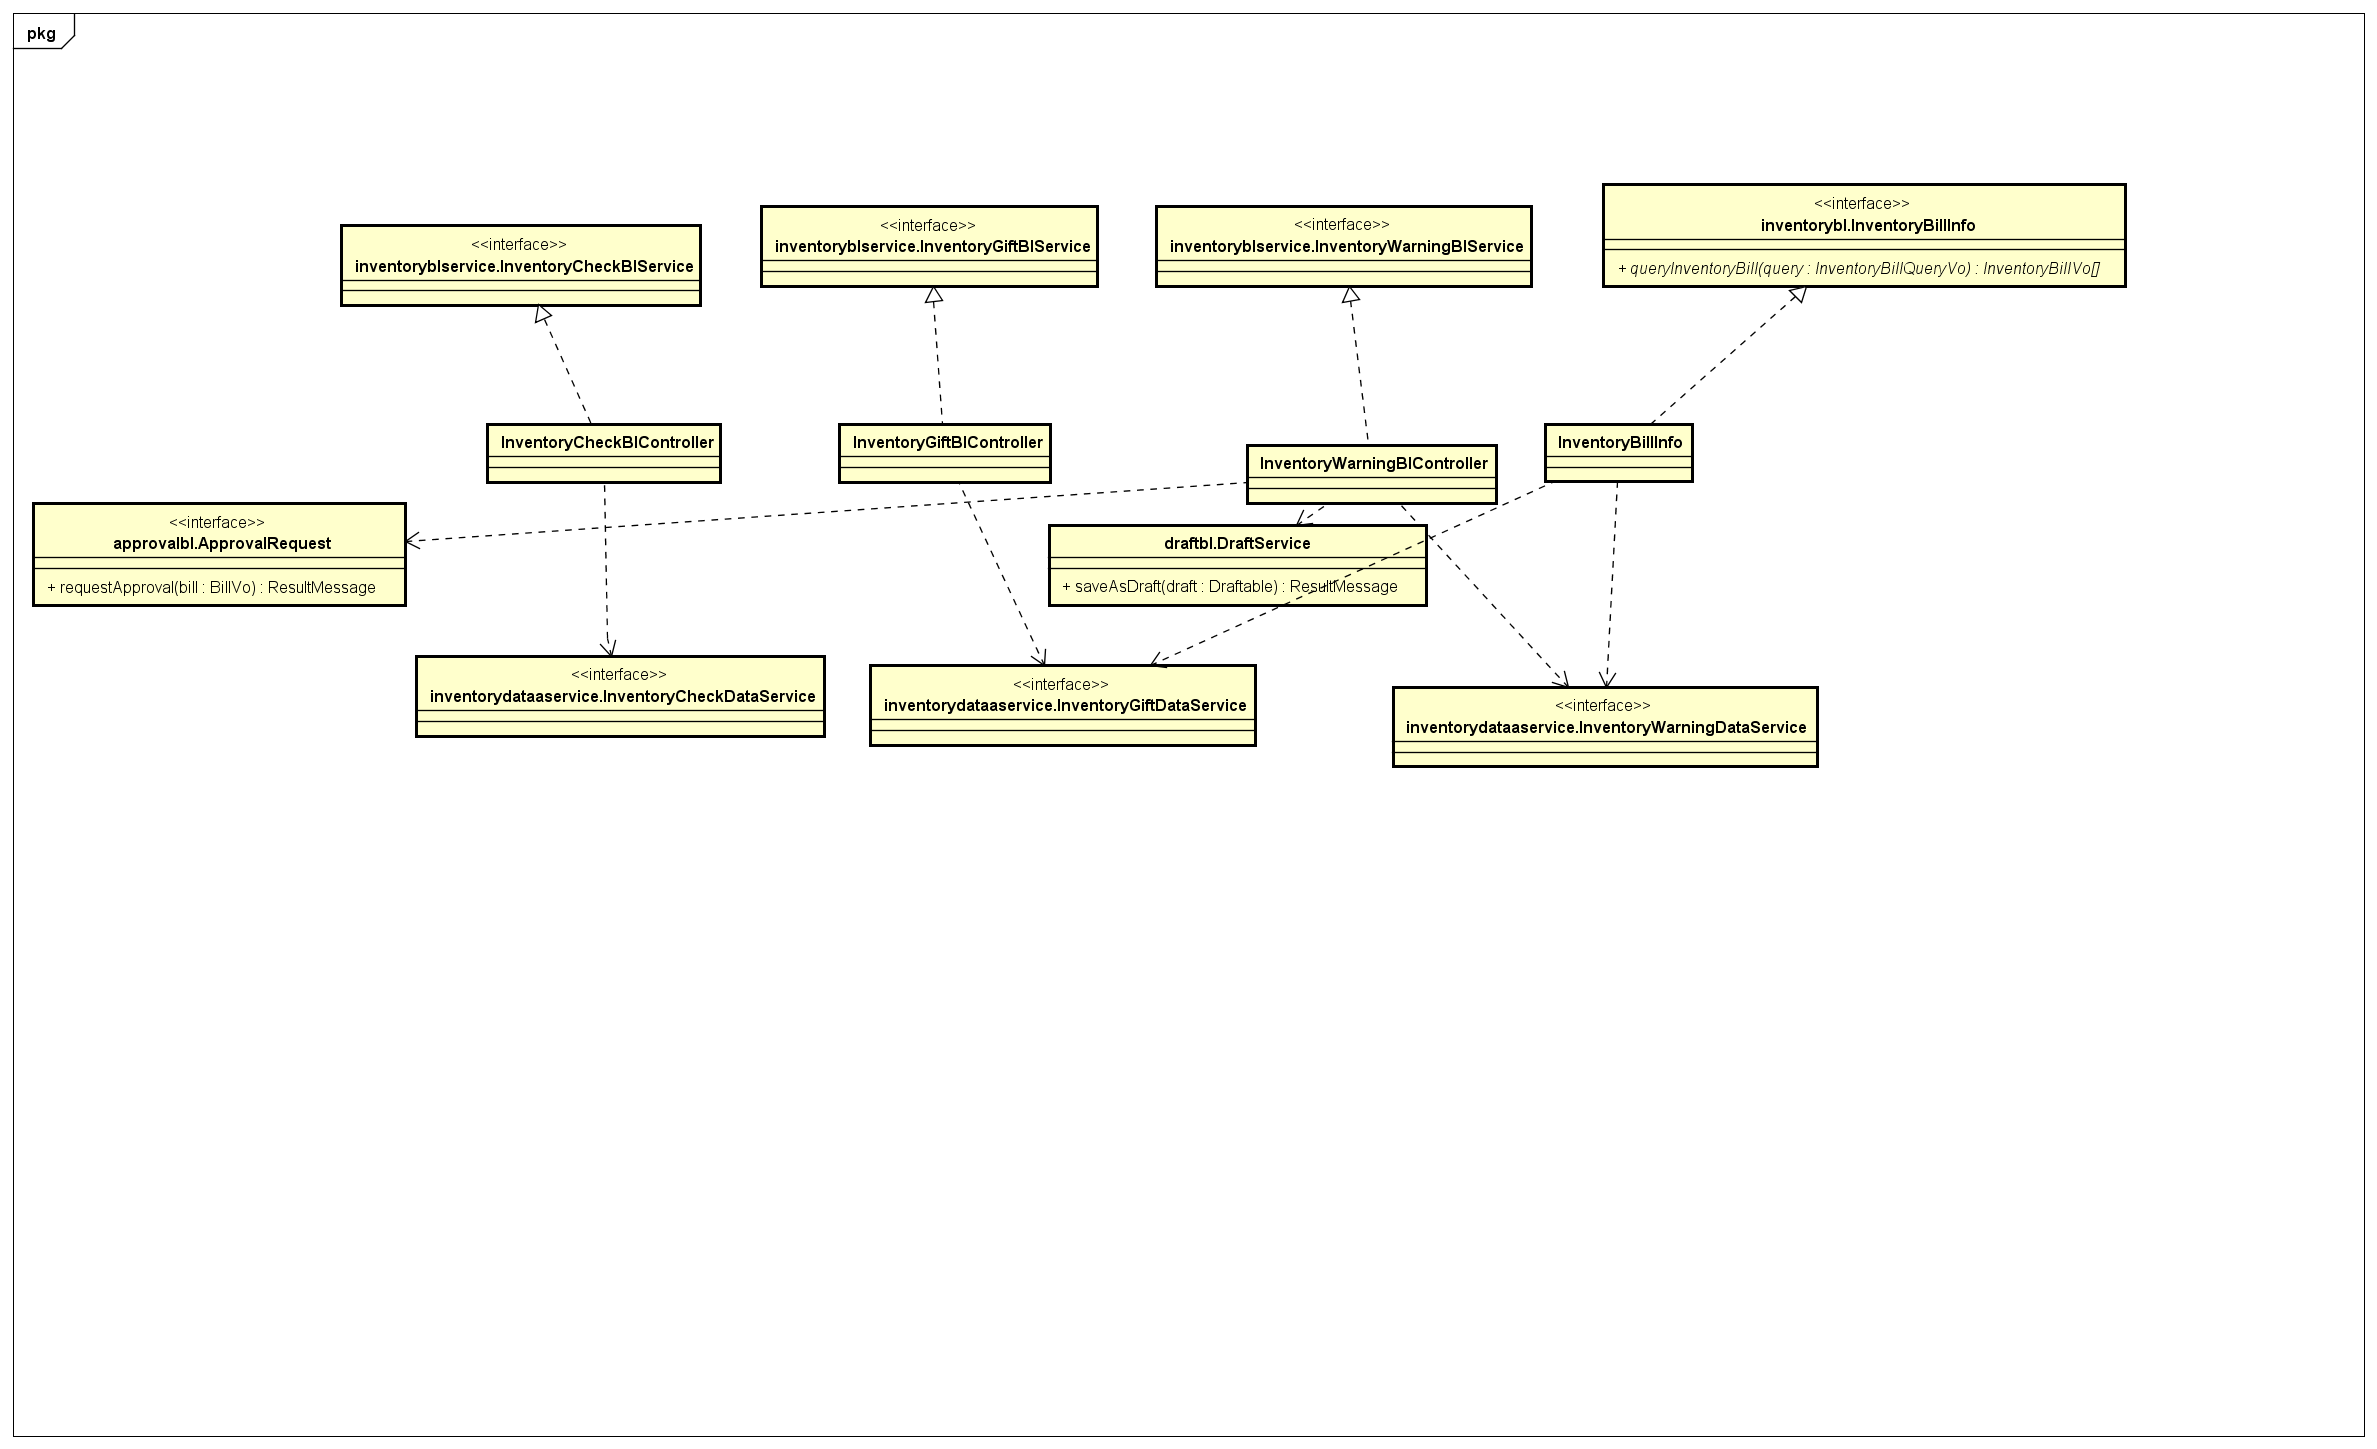 pkg
<<interface>>
inventoryblservice.InventoryCheckBlService
<<interface>>
inventoryblservice.InventoryGiftBlService
<<interface>>
inventoryblservice.InventoryWarningBlService
<<interface>>
inventorybl.InventoryBillInfo
+ queryInventoryBill(query : InventoryBillQueryVo) : InventoryBillVo[]
InventoryCheckBlController
InventoryGiftBlController
InventoryWarningBlController
InventoryBillInfo
<<interface>>
approvalbl.ApprovalRequest
+ requestApproval(bill : BillVo) : ResultMessage
draftbl.DraftService
+ saveAsDraft(draft : Draftable) : ResultMessage
<<interface>>
inventorydataaservice.InventoryCheckDataService
<<interface>>
inventorydataaservice.InventoryGiftDataService
<<interface>>
inventorydataaservice.InventoryWarningDataService